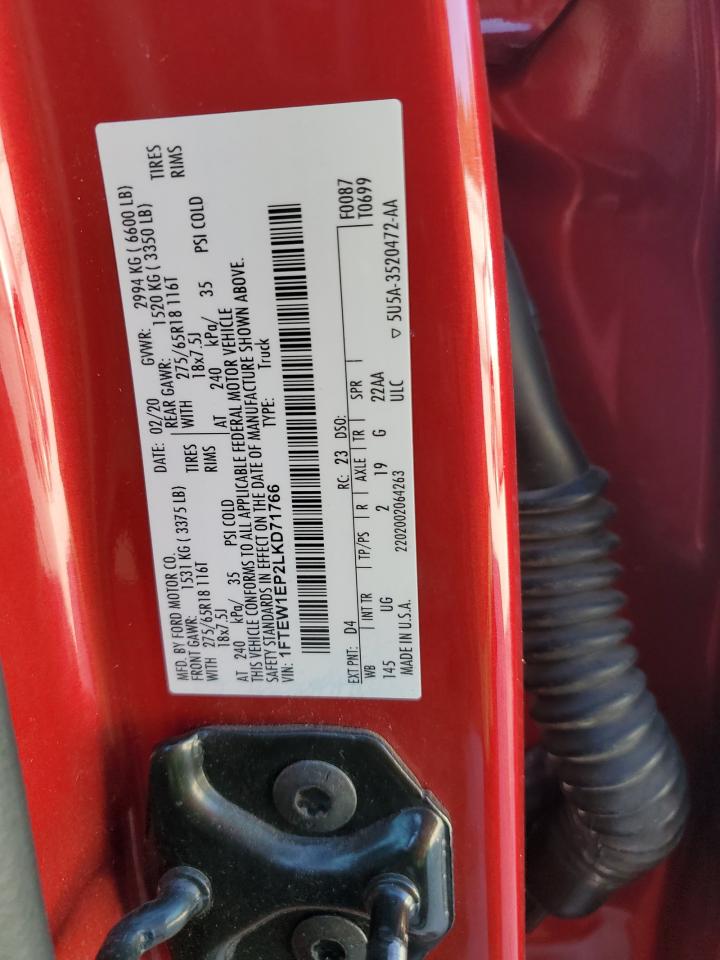 MFD. BY FORD MOTOR CO.
DATE: 02/20 GVWR: 2994 KG ( 6600 LB)
FRONT GAWR: 1531 KG ( 3375 LB) REAR GAWR: 1520 KG ( 3350 LB)
WITH 275/65R18 116T TIRES WITH 275/65R18 116T TIRES
18x7.5J RIMS 18x7.5J RIMS
AT 240 kPa/ 35 PSI COLD AT 240 kPa/ 35 PSI COLD
THIS VEHICLE CONFORMS TO ALL APPLICABLE FEDERAL MOTOR VEHICLE
SAFETY STANDARDS IN EFFECT ON THE DATE OF MANUFACTURE SHOWN ABOVE.
VIN: 1FTEW1EP2LKD71766 TYPE: Truck
F0087
EXT PNT: D4 RC: 23 DSO: T0699
WB INT TR TP/PS R AXLE TR SPR
145 UG 2 19 G 22AA
MADE IN U.S.A. 2202002064263 ULC ▽ 5U5A-3520472-AA